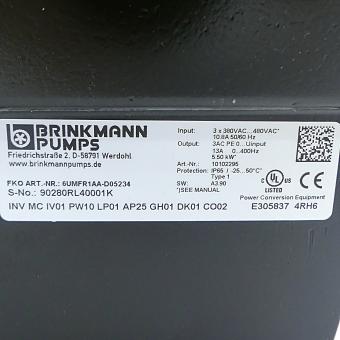 BRINKMANN
PUMPS
Friedrichstraße 2, D-58791 Werdohl
www.brinkmannpumps.de
FKO ART.-NR.: 6UMFR1AA-D05234
S-No.: 90280RL40001K
INV MC IV01 PW10 LP01 AP25 GH01 DK01 CO02
Input: 3 x 380VAC...480VAC*
10.8A 50/60 Hz
Output: 3AC PE 0...Uinput
13A 0...400Hz
5.50 kW*
Art.-Nr.: 10102295
Protection: IP65 / -25...50°C*
Type 1
SW: A3.90
*)SEE MANUAL
CE
c UL US
LISTED
Power Conversion Equipment
E305837 4RH6